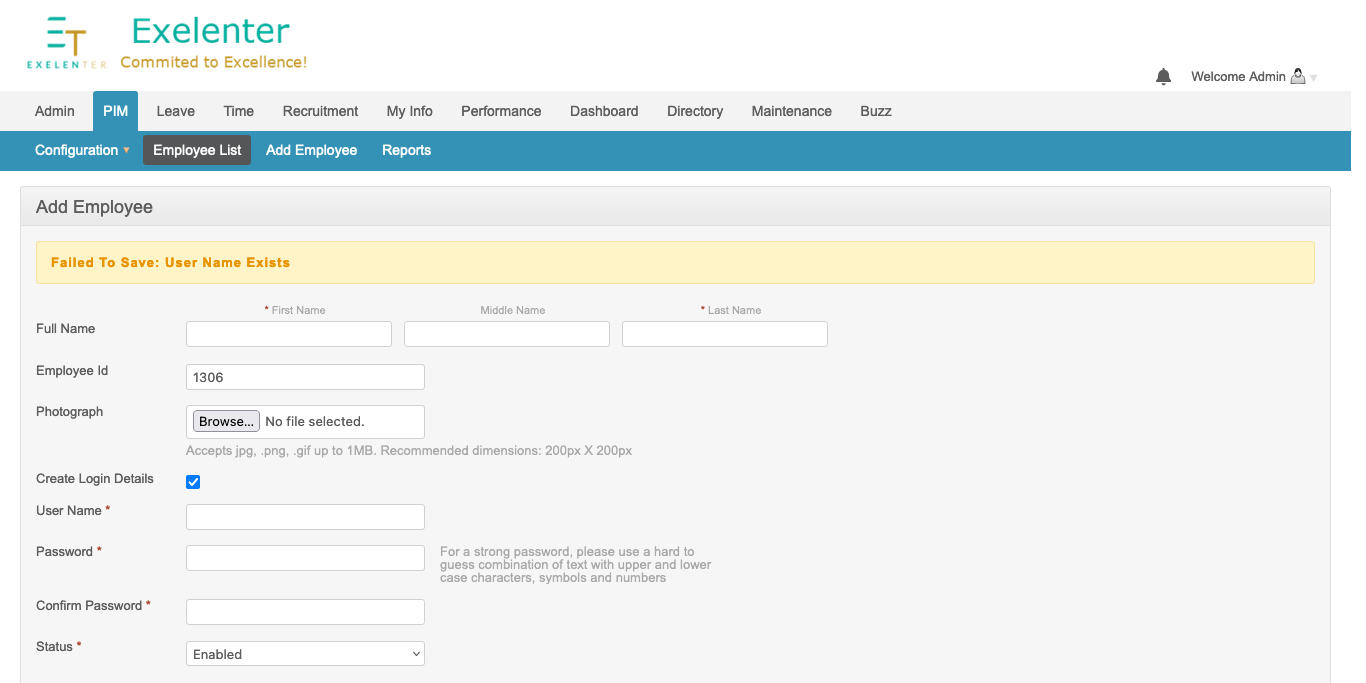 EXELENTER
Exelenter
Commited to Excellence!
Welcome Admin
Admin PIM Leave Time Recruitment My Info Performance Dashboard Directory Maintenance Buzz
Configuration Employee List Add Employee Reports
Add Employee
Failed To Save: User Name Exists
* First Name Middle Name * Last Name
Full Name
Employee Id 1306
Photograph Browse... No file selected.
Accepts jpg, .png, .gif up to 1MB. Recommended dimensions: 200px X 200px
Create Login Details
User Name *
Password * For a strong password, please use a hard to
guess combination of text with upper and lower
case characters, symbols and numbers
Confirm Password *
Status * Enabled